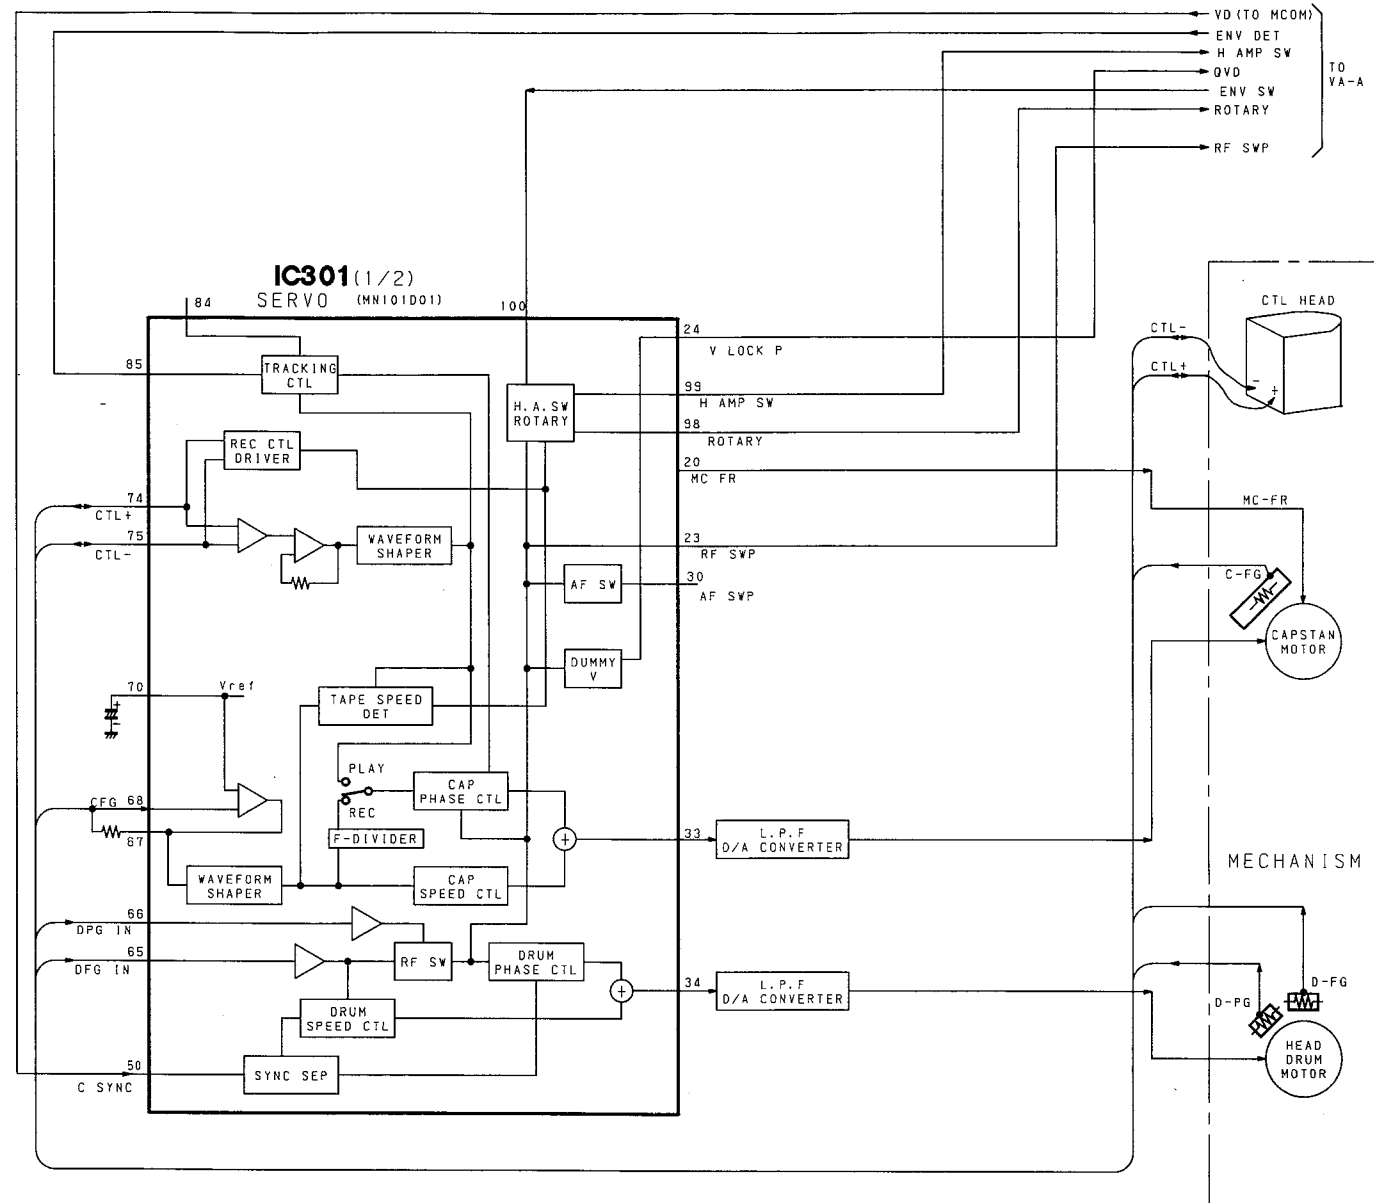 VD (TO MCOM)
ENV DET
H AMP SW
QVD
ENV SW
ROTARY
RF SWP
TO
VA-A
IC301 (1/2)
SERVO (MN101D01)
84
100
85
TRACKING
CTL
24
V LOCK P
99
H AMP SW
H.A.SW
ROTARY
98
ROTARY
20
MC FR
REC CTL
DRIVER
74
CTL+
75
CTL-
WAVEFORM
SHAPER
23
RF SWP
AF SW
30
AF SWP
DUMMY
V
70
Vref
TAPE SPEED
DET
PLAY
REC
CAP
PHASE CTL
F-DIVIDER
CFG 68
67
WAVEFORM
SHAPER
CAP
SPEED CTL
+
33
L.P.F
D/A CONVERTER
66
DPG IN
65
DFG IN
RF SW
DRUM
PHASE CTL
DRUM
SPEED CTL
+
34
L.P.F
D/A CONVERTER
50
C SYNC
SYNC SEP
CTL HEAD
CTL-
CTL+
-
+
MC-FR
C-FG
CAPSTAN
MOTOR
MECHANISM
D-FG
D-PG
HEAD
DRUM
MOTOR